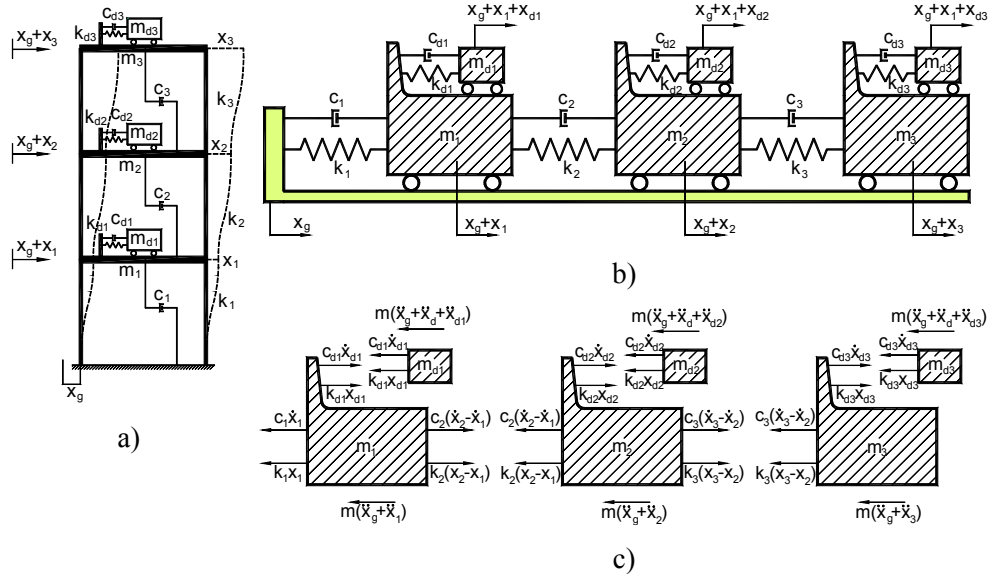 c_d3
k_d3
m_d3
x_g+x_3
x_3
m_3
k_3
c_3
k_d2
c_d2
m_d2
x_g+x_2
x_2
m_2
c_2
k_2
k_d1
c_d1
m_d1
x_g+x_1
x_1
m_1
c_1
k_1
x_g
a)
x_g+x_1+x_d1
x_g+x_1+x_d2
x_g+x_1+x_d3
c_d1
c_d2
c_d3
m_d1
m_d2
m_d3
k_d1
k_d2
k_d3
c_1
c_2
c_3
m_1
m_2
m_3
k_1
k_2
k_3
x_g
x_g+x_1
x_g+x_2
x_g+x_3
b)
m(ẍ_g+ẍ_d+ẍ_d1)
m(ẍ_g+ẍ_d+ẍ_d2)
m(ẍ_g+ẍ_d+ẍ_d3)
c_d1ẋ_d1
c_d1ẋ_d1
m_d1
k_d1x_d1
k_d1x_d1
c_d2ẋ_d2
c_d2ẋ_d2
m_d2
k_d2x_d2
k_d2x_d2
c_d3ẋ_d3
c_d3ẋ_d3
m_d3
k_d3x_d3
k_d3x_d3
c_1ẋ_1
c_2(ẋ_2-ẋ_1)
c_2(ẋ_2-ẋ_1)
c_3(ẋ_3-ẋ_2)
c_3(ẋ_3-ẋ_2)
m_1
m_2
m_3
k_1x_1
k_2(x_2-x_1)
k_2(x_2-x_1)
k_3(x_3-x_2)
k_3(x_3-x_2)
m(ẍ_g+ẍ_1)
m(ẍ_g+ẍ_2)
m(ẍ_g+ẍ_3)
c)